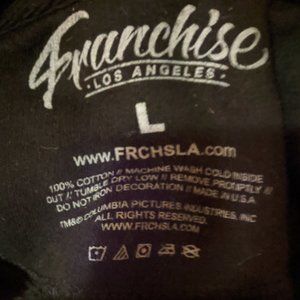 Franchise
· LOS ANGELES ·
L
www.FRCHSLA.com
100% COTTON // MACHINE WASH COLD INSIDE
OUT // TUMBLE DRY LOW // REMOVE PROMPTLY //
DO NOT IRON DECORATION // MADE IN U.S.A
TM&© COLUMBIA PICTURES INDUSTRIES, INC
ALL RIGHTS RESERVED.
WWW.FRCHSLA.COM